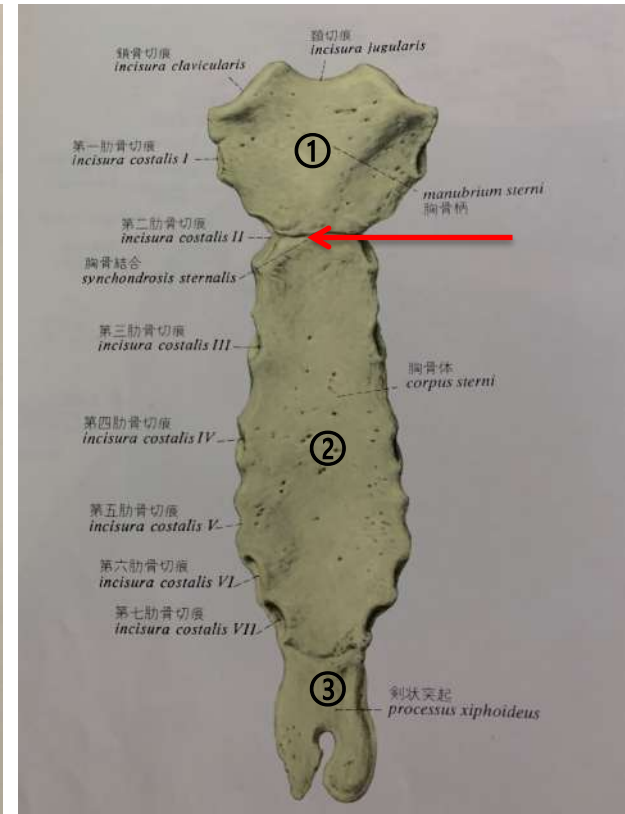 頸切痕
incisura jugularis
鎖骨切痕
incisura clavicularis
①
第一肋骨切痕
incisura costalis I
manubrium sterni
胸骨柄
第二肋骨切痕
incisura costalis II
胸骨結合
synchondrosis sternalis
第三肋骨切痕
incisura costalis III
胸骨体
corpus sterni
第四肋骨切痕
incisura costalis IV
②
第五肋骨切痕
incisura costalis V
第六肋骨切痕
incisura costalis VI
第七肋骨切痕
incisura costalis VII
③
剣状突起
processus xiphoideus